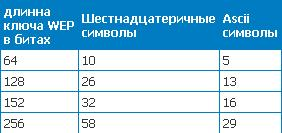 длинна ключа WEP в битах
Шестнадцатеричные символы
Ascii символы
64 10 5
128 26 13
152 32 16
256 58 29